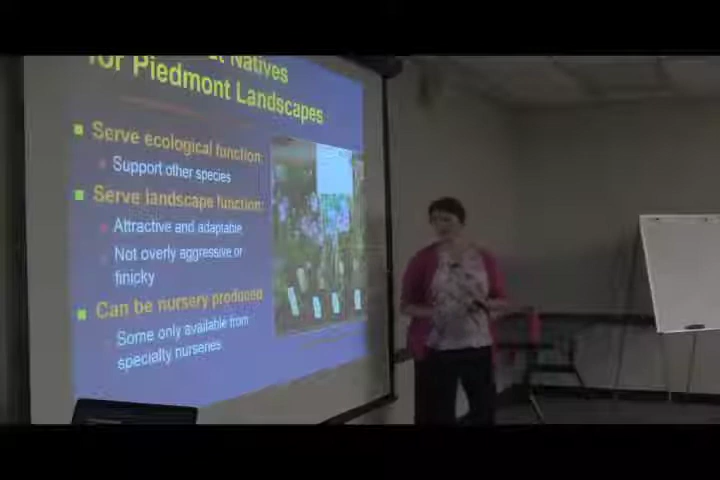 Natives
for Piedmont Landscapes
Serve ecological function:
Support other species
Serve landscape function:
Attractive and adaptable
Not overly aggressive or
finicky
Can be nursery produced
Some only available from
specialty nurseries